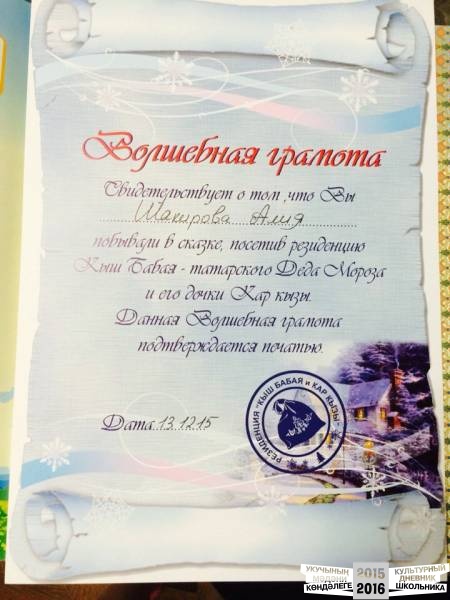 Волшебная грамота
Свидетельствует о том ,что Вы
Шакирова Алия
побывали в сказке, посетив резиденцию
Кыш Бабая - татарского Деда Мороза
и его дочки Кар кызы.
Данная Волшебная грамота
подтверждается печатью.
РЕЗИДЕНЦИЯ "КЫШ БАБАЯ и КАР КЫЗЫ"
Дата 13.12.15
УКУЧЫНЫҢ
МӘДӘНИ
КӨНДӘЛЕГЕ
2015
2016
КУЛЬТУРНЫЙ
ДНЕВНИК
ШКОЛЬНИКА